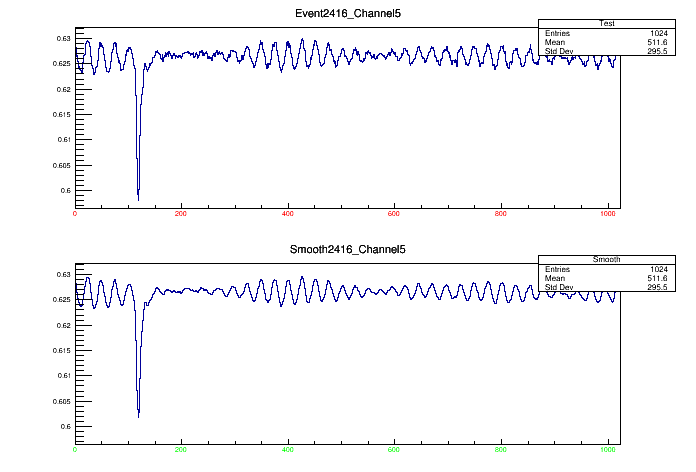 Event2416_Channel5
Test
Entries 1024
Mean 511.6
Std Dev 295.5
0.63
0.625
0.62
0.615
0.61
0.605
0.6
0 200 400 600 800 1000
Smooth2416_Channel5
Smooth
Entries 1024
Mean 511.6
Std Dev 295.5
0.63
0.625
0.62
0.615
0.61
0.605
0.6
0 200 400 600 800 1000